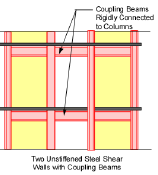 Coupling Beams
Rigidly Connected
to Columns
Two Unstiffened Steel Shear
Walls with Coupling Beams